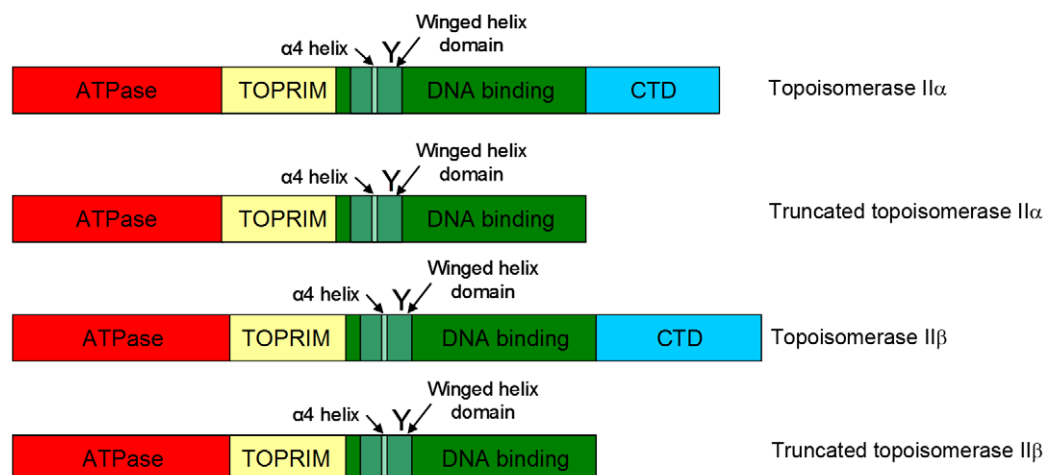 Winged helix
domain
α4 helix
Y
ATPase TOPRIM DNA binding CTD Topoisomerase IIα
Winged helix
domain
α4 helix
Y
ATPase TOPRIM DNA binding Truncated topoisomerase IIα
Winged helix
domain
α4 helix
Y
ATPase TOPRIM DNA binding CTD Topoisomerase IIβ
Winged helix
domain
α4 helix
Y
ATPase TOPRIM DNA binding Truncated topoisomerase IIβ